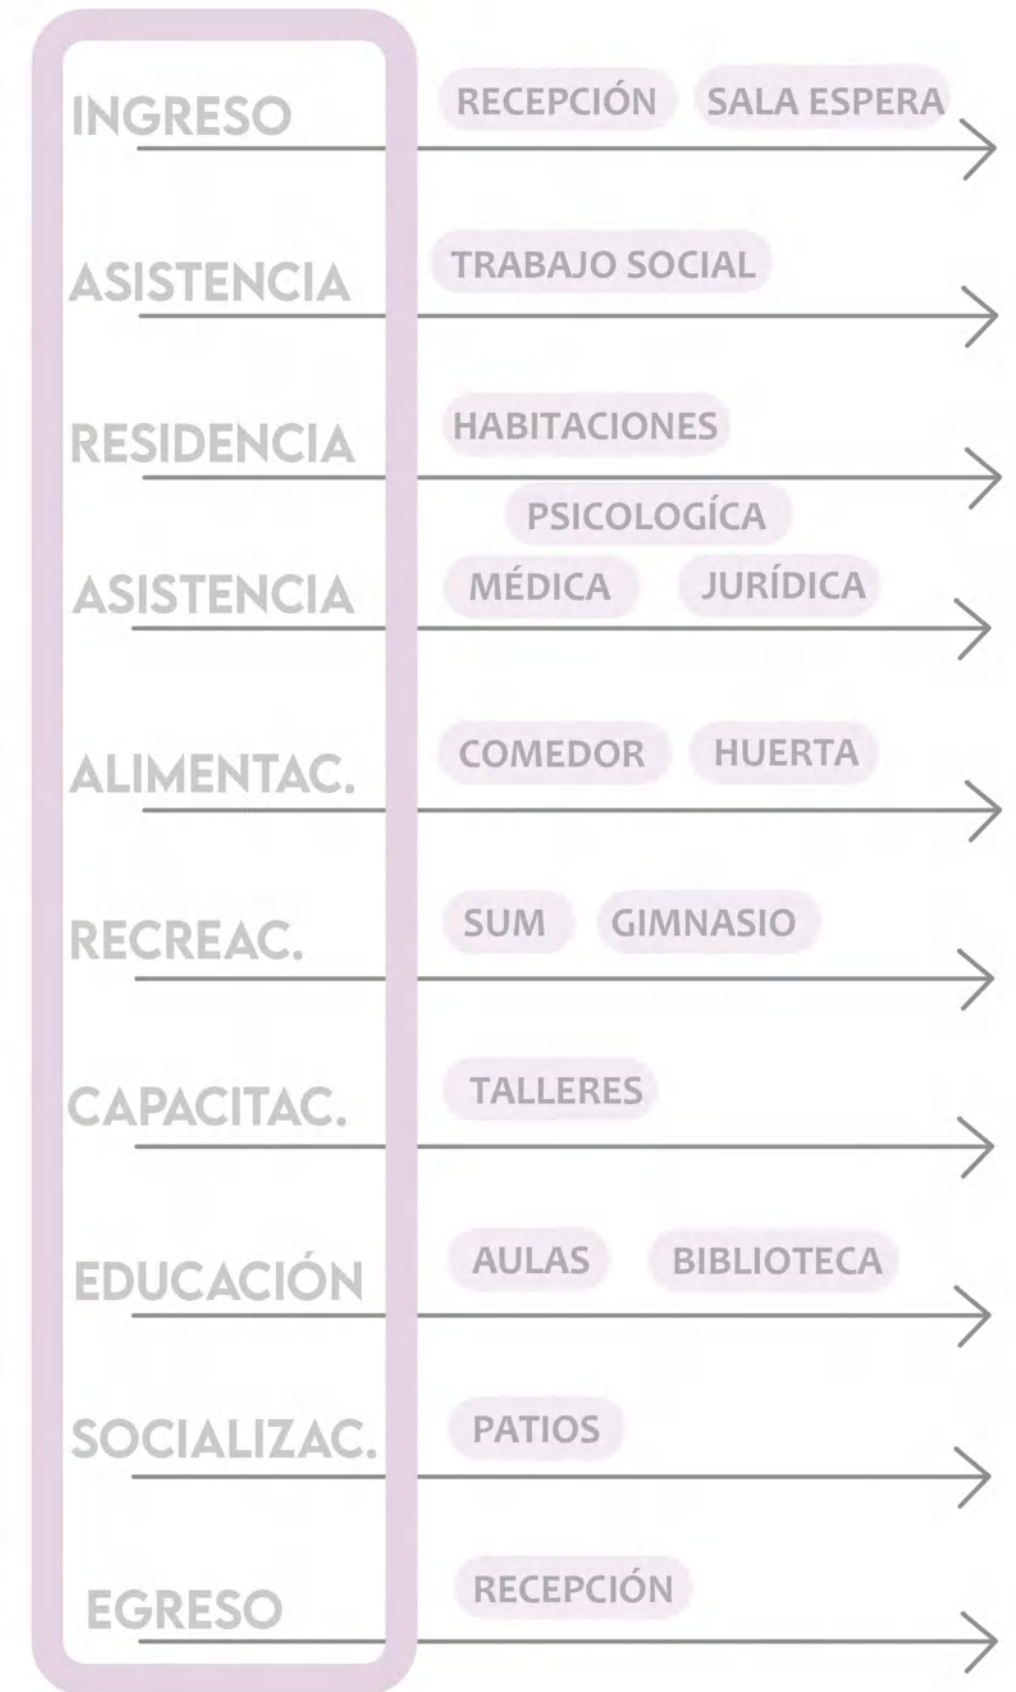 INGRESO
RECEPCIÓN SALA ESPERA
ASISTENCIA
TRABAJO SOCIAL
RESIDENCIA
HABITACIONES
PSICOLOGÍCA
ASISTENCIA
MÉDICA JURÍDICA
ALIMENTAC.
COMEDOR HUERTA
RECREAC.
SUM GIMNASIO
CAPACITAC.
TALLERES
EDUCACIÓN
AULAS BIBLIOTECA
SOCIALIZAC.
PATIOS
EGRESO
RECEPCIÓN